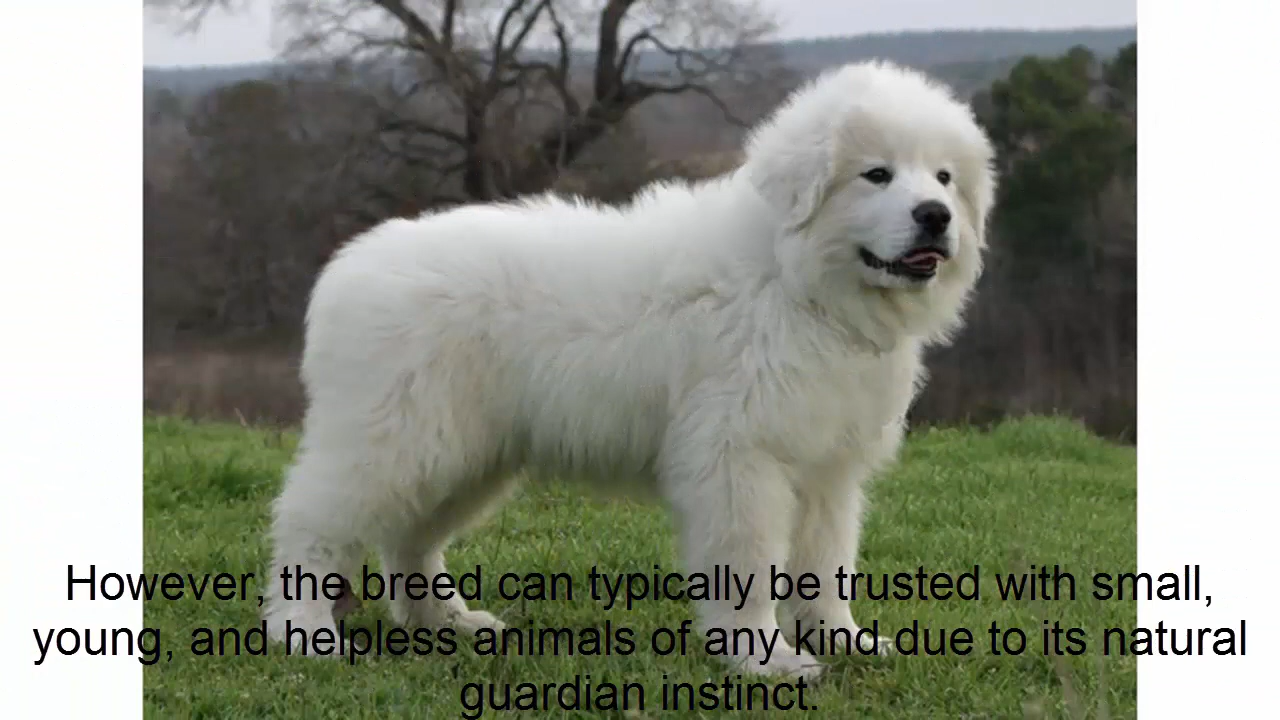 However, the breed can typically be trusted with small,
young, and helpless animals of any kind due to its natural
guardian instinct.